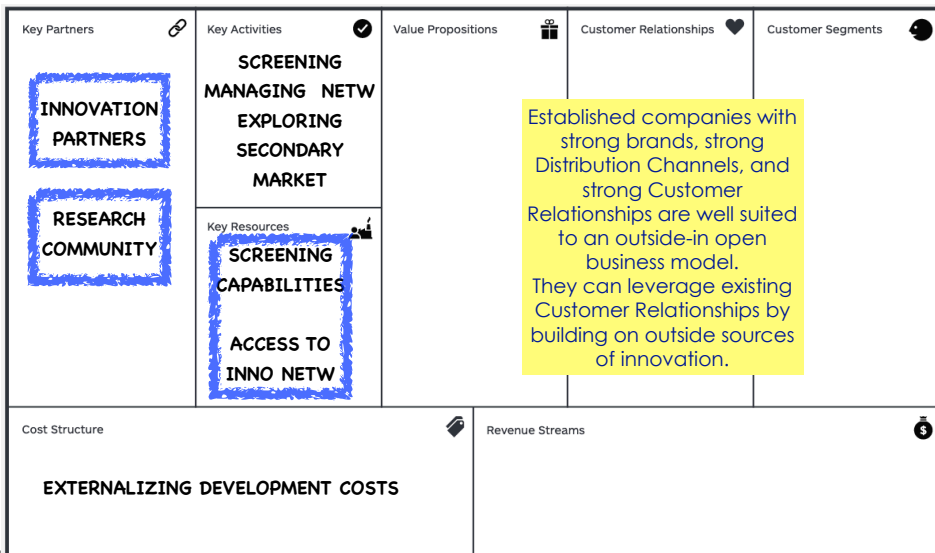 Key Partners
INNOVATION
PARTNERS
RESEARCH
COMMUNITY
Key Activities
SCREENING
MANAGING NETW
EXPLORING
SECONDARY
MARKET
Key Resources
SCREENING
CAPABILITIES
ACCESS TO
INNO NETW
Value Propositions
Customer Relationships
Customer Segments
Established companies with
strong brands, strong
Distribution Channels, and
strong Customer
Relationships are well suited
to an outside-in open
business model.
They can leverage existing
Customer Relationships by
building on outside sources
of innovation.
Cost Structure
EXTERNALIZING DEVELOPMENT COSTS
Revenue Streams
$